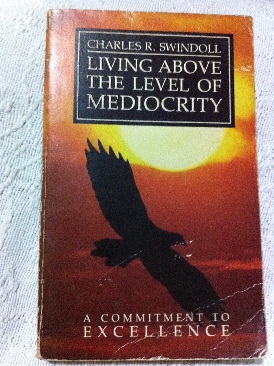 CHARLES R. SWINDOLL
LIVING ABOVE
THE LEVEL OF
MEDIOCRITY
A COMMITMENT TO
EXCELLENCE